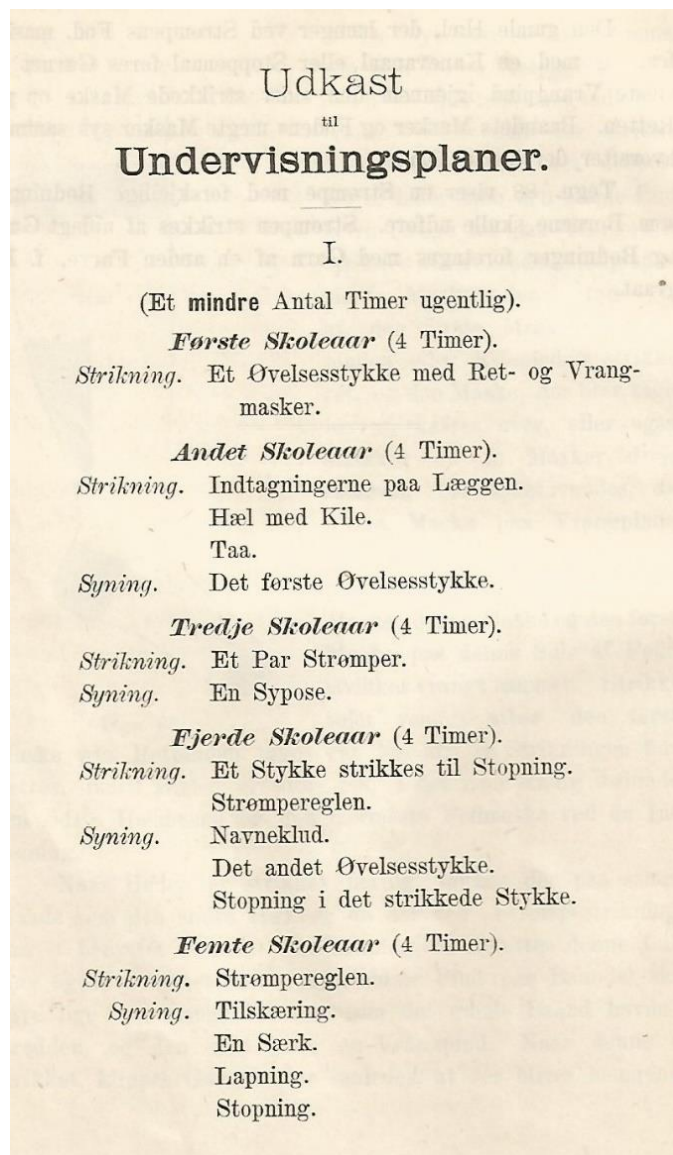 Udkast
til
Undervisningsplaner.
I.
(Et mindre Antal Timer ugentlig).
Første Skoleaar (4 Timer).
Strikning. Et Øvelsesstykke med Ret- og Vrang-
masker.
Andet Skoleaar (4 Timer).
Strikning. Indtagningerne paa Læggen.
Hæl med Kile.
Taa.
Syning. Det første Øvelsesstykke.
Tredje Skoleaar (4 Timer).
Strikning. Et Par Strømper.
Syning. En Sypose.
Fjerde Skoleaar (4 Timer).
Strikning. Et Stykke strikkes til Stopning.
Strømpereglen.
Syning. Navneklud.
Det andet Øvelsesstykke.
Stopning i det strikkede Stykke.
Femte Skoleaar (4 Timer).
Strikning. Strømpereglen.
Syning. Tilskæring.
En Særk.
Lapning.
Stopning.